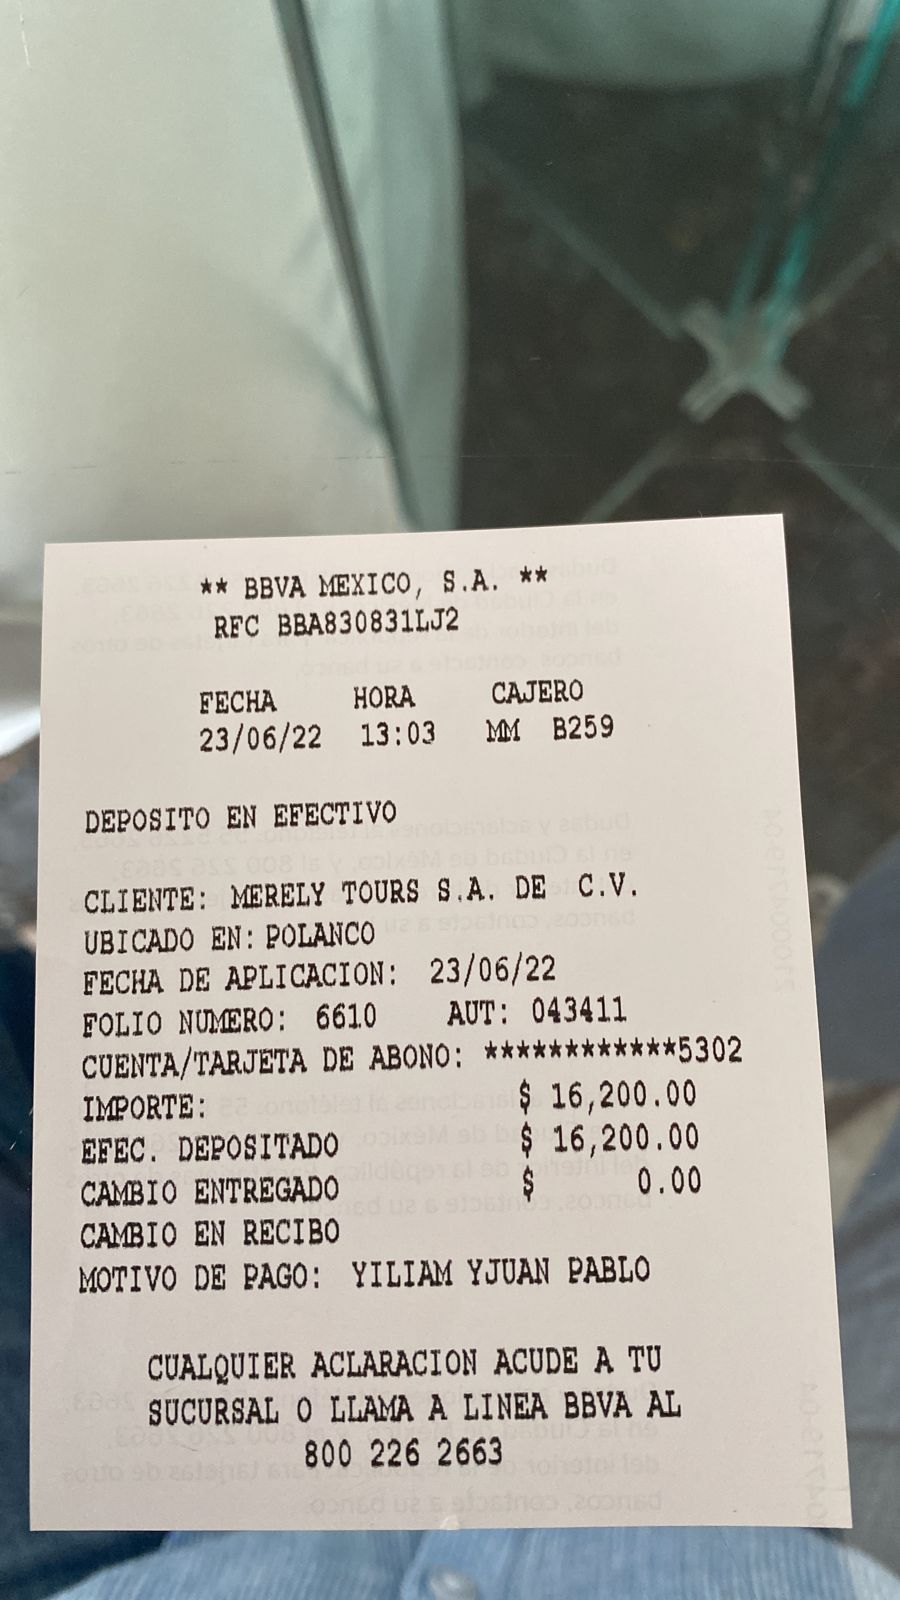 ** BBVA MEXICO, S.A. **
RFC BBA830831LJ2
FECHA HORA CAJERO
23/06/22 13:03 MM B259
DEPOSITO EN EFECTIVO
CLIENTE: MERELY TOURS S.A. DE C.V.
UBICADO EN: POLANCO
FECHA DE APLICACION: 23/06/22
FOLIO NUMERO: 6610 AUT: 043411
CUENTA/TARJETA DE ABONO: ************5302
IMPORTE: $ 16,200.00
EFEC. DEPOSITADO $ 16,200.00
CAMBIO ENTREGADO $ 0.00
CAMBIO EN RECIBO
MOTIVO DE PAGO: YILIAM YJUAN PABLO
CUALQUIER ACLARACION ACUDE A TU
SUCURSAL O LLAMA A LINEA BBVA AL
800 226 2663